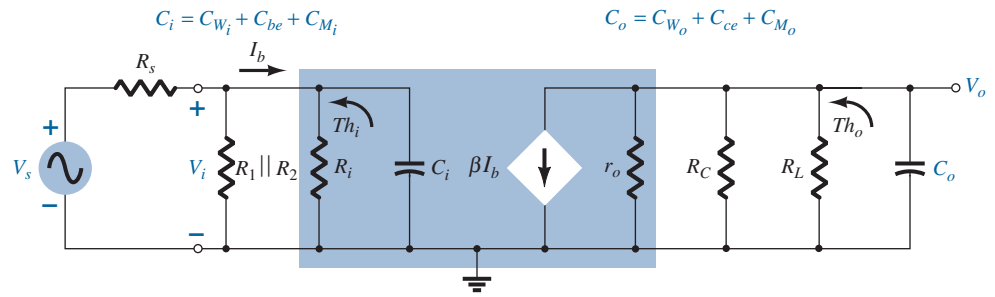 C_i = C_{W_i} + C_{be} + C_{M_i}
C_o = C_{W_o} + C_{ce} + C_{M_o}
I_b
R_s
V_o
+
+
Th_i
Th_o
V_s
V_i
R_1 || R_2
R_i
C_i
βI_b
r_o
R_C
R_L
C_o
−
−